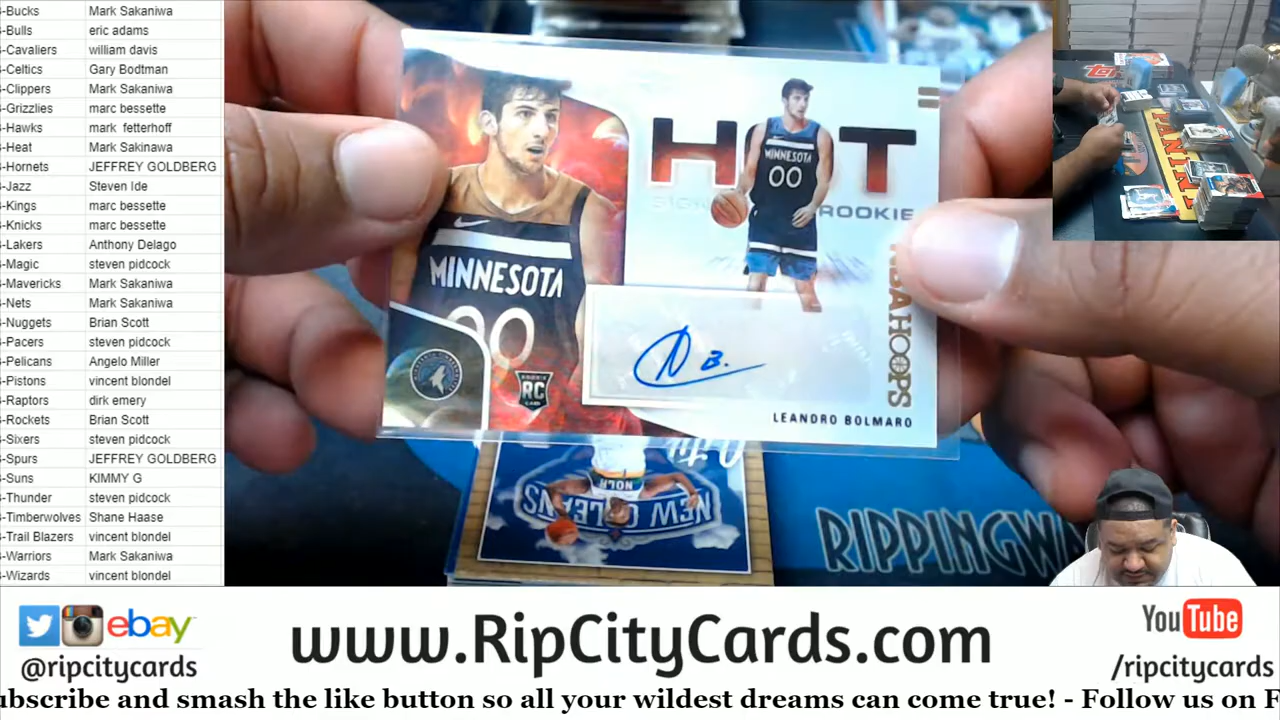 -Bucks Mark Sakaniwa
-Bulls eric adams
-Cavaliers william davis
-Celtics Gary Bodtman
-Clippers Mark Sakaniwa
-Grizzlies marc bessette
-Hawks mark fetterhoff
-Heat Mark Sakinawa
-Hornets JEFFREY GOLDBERG
-Jazz Steven Ide
-Kings marc bessette
-Knicks marc bessette
-Lakers Anthony Delago
-Magic steven pidcock
-Mavericks Mark Sakaniwa
-Nets Mark Sakaniwa
-Nuggets Brian Scott
-Pacers steven pidcock
-Pelicans Angelo Miller
-Pistons vincent blondel
-Raptors dirk emery
-Rockets Brian Scott
-Sixers steven pidcock
-Spurs JEFFREY GOLDBERG
-Suns KIMMY G
-Thunder steven pidcock
-Timberwolves Shane Haase
-Trail Blazers vincent blondel
-Warriors Mark Sakaniwa
-Wizards vincent blondel
H T
ROOKIE
MINNESOTA
00
MINNESOTA
00
RC
HOOPS
LEANDRO BOLMARO
NOLA
NEW ORLEANS
RIPPINGW
PANINI
ebay
@ripcitycards
www.RipCityCards.com
YouTube
/ripcitycards
ubscribe and smash the like button so all your wildest dreams can come true! - Follow us on F